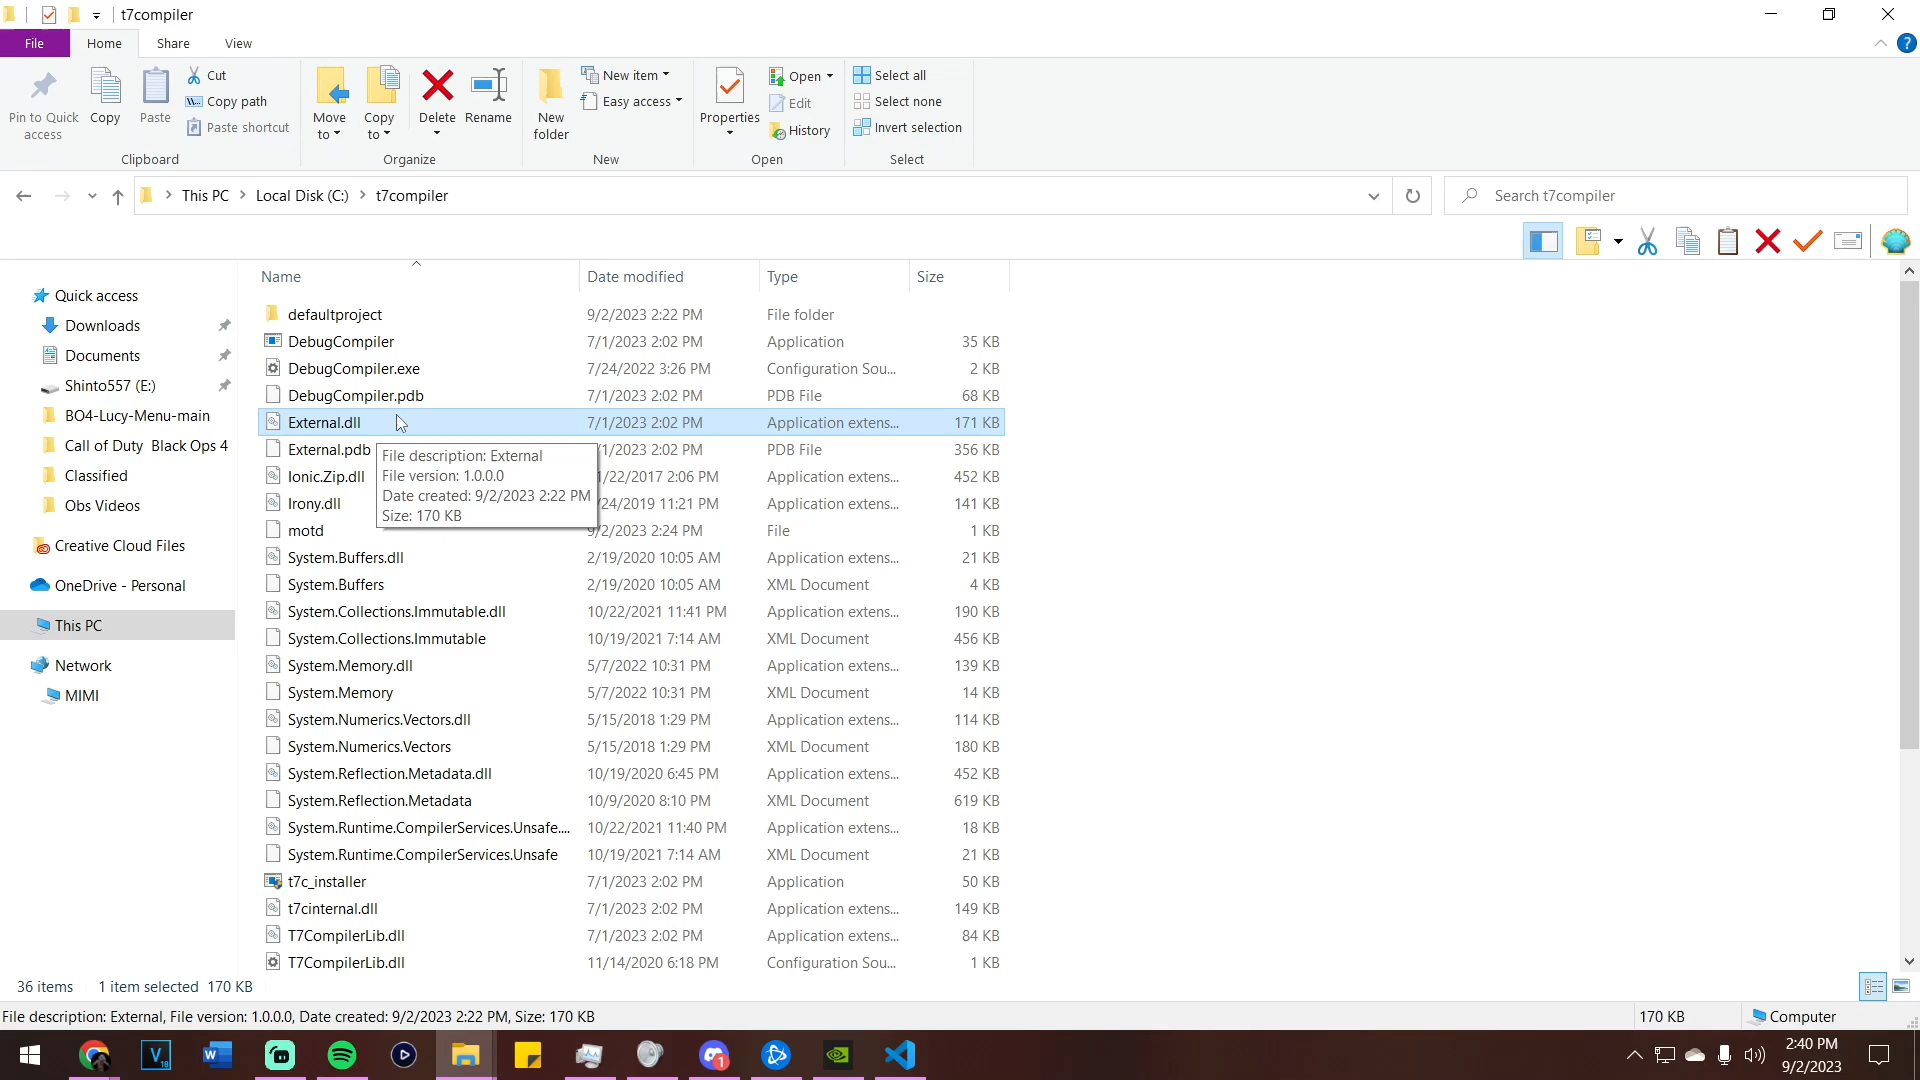 t7compiler
File Home Share View
Pin to Quick access
Copy
Paste
Cut
Copy path
Paste shortcut
Clipboard
Move to
Copy to
Delete
Rename
Organize
New folder
New item
Easy access
New
Properties
Open
Edit
History
Open
Select all
Select none
Invert selection
Select
This PC Local Disk (C:) t7compiler
Search t7compiler
Quick access
Downloads
Documents
Shinto557 (E:)
BO4-Lucy-Menu-main
Call of Duty Black Ops 4
Classified
Obs Videos
Creative Cloud Files
OneDrive - Personal
This PC
Network
MIMI
Name Date modified Type Size
defaultproject 9/2/2023 2:22 PM File folder
DebugCompiler 7/1/2023 2:02 PM Application 35 KB
DebugCompiler.exe 7/24/2022 3:26 PM Configuration Sou... 2 KB
DebugCompiler.pdb 7/1/2023 2:02 PM PDB File 68 KB
External.dll 7/1/2023 2:02 PM Application extens... 171 KB
External.pdb /1/2023 2:02 PM PDB File 356 KB
Ionic.Zip.dll 1/22/2017 2:06 PM Application extens... 452 KB
Irony.dll /24/2019 11:21 PM Application extens... 141 KB
motd 9/2/2023 2:24 PM File 1 KB
System.Buffers.dll 2/19/2020 10:05 AM Application extens... 21 KB
System.Buffers 2/19/2020 10:05 AM XML Document 4 KB
System.Collections.Immutable.dll 10/22/2021 11:41 PM Application extens... 190 KB
System.Collections.Immutable 10/19/2021 7:14 AM XML Document 456 KB
System.Memory.dll 5/7/2022 10:31 PM Application extens... 139 KB
System.Memory 5/7/2022 10:31 PM XML Document 14 KB
System.Numerics.Vectors.dll 5/15/2018 1:29 PM Application extens... 114 KB
System.Numerics.Vectors 5/15/2018 1:29 PM XML Document 180 KB
System.Reflection.Metadata.dll 10/19/2020 6:45 PM Application extens... 452 KB
System.Reflection.Metadata 10/9/2020 8:10 PM XML Document 619 KB
System.Runtime.CompilerServices.Unsafe.... 10/22/2021 11:40 PM Application extens... 18 KB
System.Runtime.CompilerServices.Unsafe 10/19/2021 7:14 AM XML Document 21 KB
t7c_installer 7/1/2023 2:02 PM Application 50 KB
t7cinternal.dll 7/1/2023 2:02 PM Application extens... 149 KB
T7CompilerLib.dll 7/1/2023 2:02 PM Application extens... 84 KB
T7CompilerLib.dll 11/14/2020 6:18 PM Configuration Sou... 1 KB
File description: External
File version: 1.0.0.0
Date created: 9/2/2023 2:22 PM
Size: 170 KB
36 items 1 item selected 170 KB
File description: External, File version: 1.0.0.0, Date created: 9/2/2023 2:22 PM, Size: 170 KB
170 KB
Computer
2:40 PM
9/2/2023